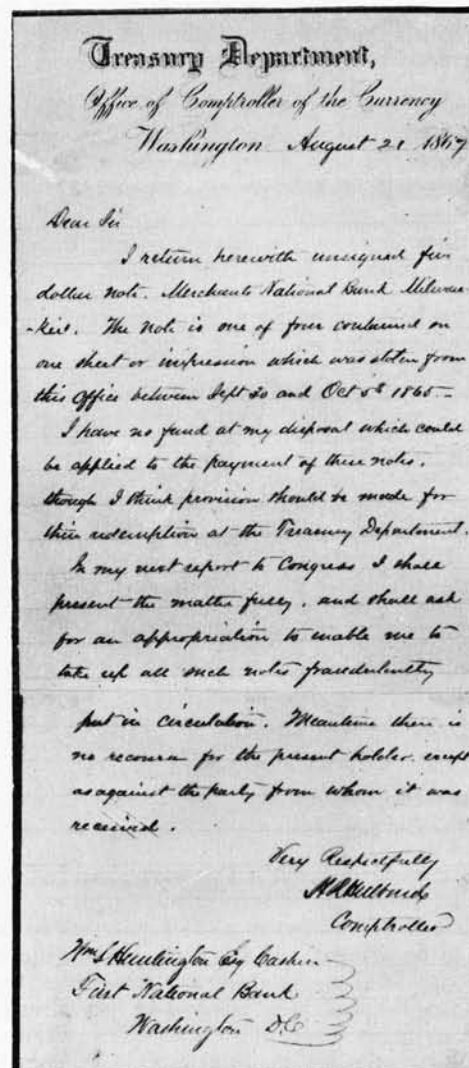 Treasury Department,
Office of Comptroller of the Currency
Washington August 21 1867
Dear Sir
I return herewith unsigned five
dollar note. Merchants National Bank Milwau-
-kee. The note is one of four contained on
one sheet or impression which was stolen from
this office between Sept 20 and Oct 5th 1865 –
I have no fund at my disposal which could
be applied to the payment of these notes,
though I think provision should be made for
their redemption at the Treasury Department.
In my next report to Congress I shall
present the matter fully, and shall ask
for an appropriation to enable me to
take up all such notes fraudulently
put in circulation. Meantime there is
no recourse for the present holder, except
as against the party from whom it was
received.
Very Respectfully
H R Hulburd
Comptroller
Wm S Huntington Esq Cashier
First National Bank
Washington D.C